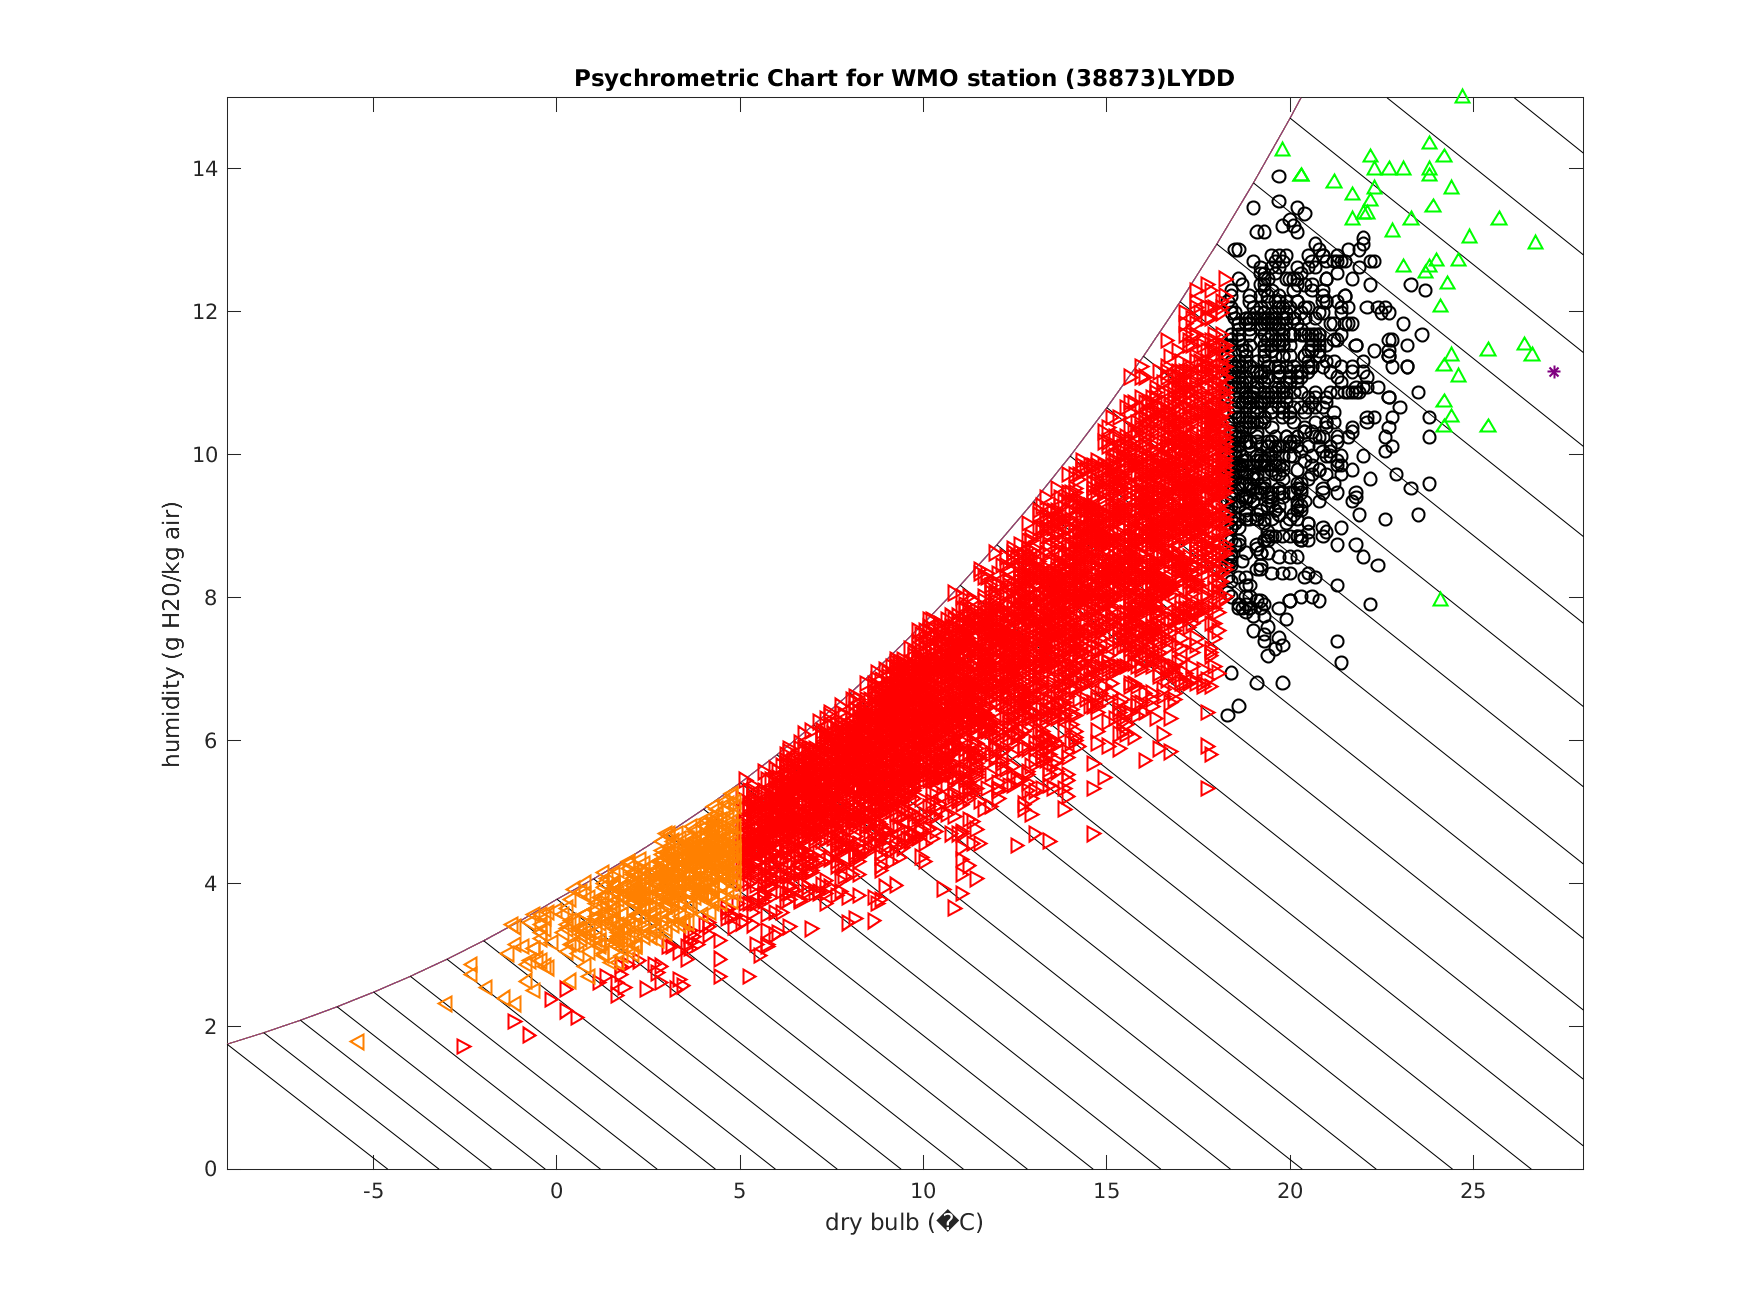 Psychrometric Chart for WMO station (38873)LYDD
14
12
10
8
6
4
2
0
humidity (g H20/kg air)
-5 0 5 10 15 20 25
dry bulb (�C)